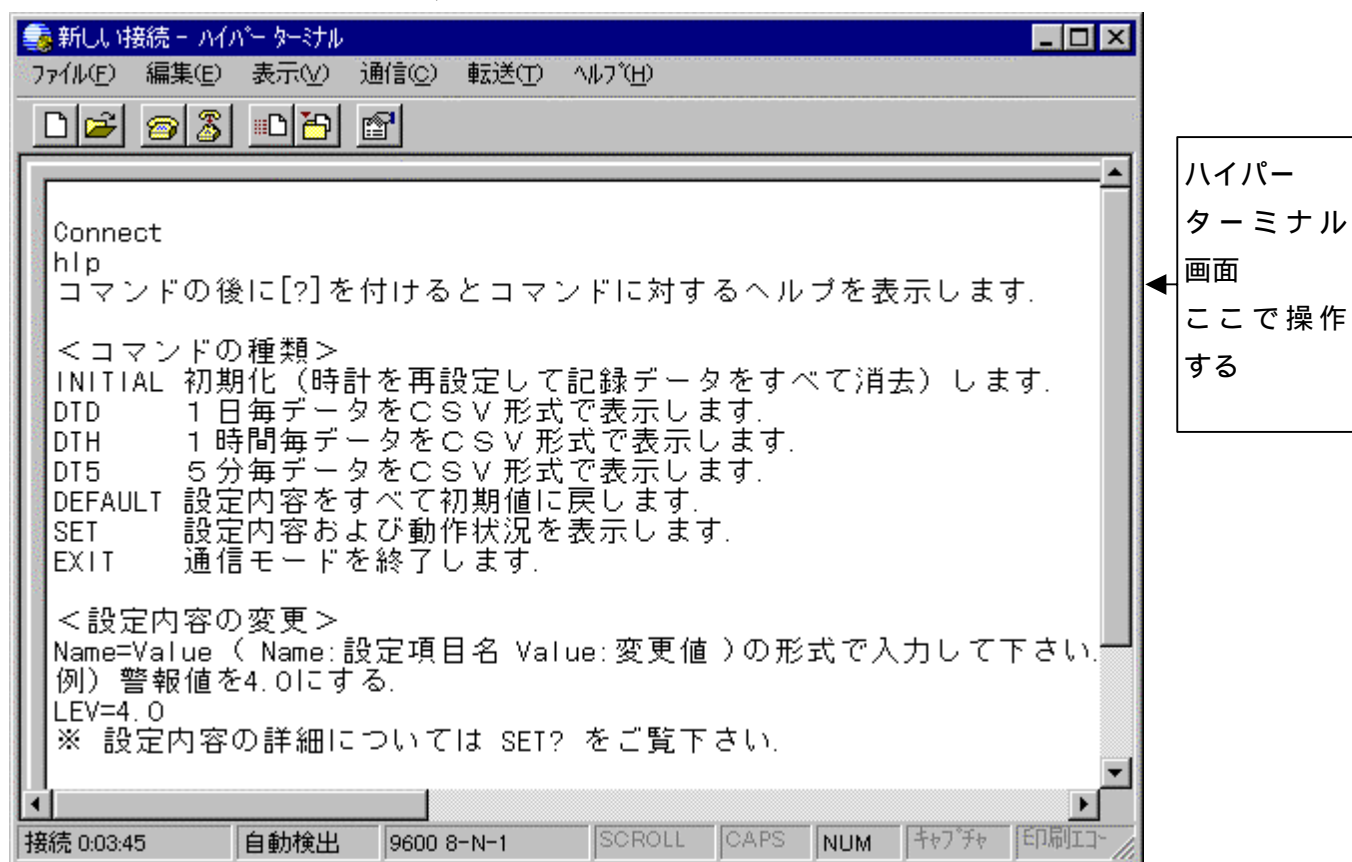 新しい接続 - ﾊｲﾊﾟｰ ﾀｰﾐﾅﾙ
ﾌｧｲﾙ(F) 編集(E) 表示(V) 通信(C) 転送(T) ﾍﾙﾌﾟ(H)
Connect
hlp
コマンドの後に[?]を付けるとコマンドに対するヘルプを表示します.
＜コマンドの種類＞
INITIAL 初期化（時計を再設定して記録データをすべて消去）します.
DTD １日毎データをＣＳＶ形式で表示します.
DTH １時間毎データをＣＳＶ形式で表示します.
DT5 ５分毎データをＣＳＶ形式で表示します.
DEFAULT 設定内容をすべて初期値に戻します.
SET 設定内容および動作状況を表示します.
EXIT 通信モードを終了します.
＜設定内容の変更＞
Name=Value （ Name:設定項目名 Value:変更値 ）の形式で入力して下さい.
例）警報値を4.0にする.
LEV=4.0
※ 設定内容の詳細については SET? をご覧下さい.
接続 0:03:45 自動検出 9600 8-N-1 SCROLL CAPS NUM ｷｬﾌﾟﾁｬ 印刷ｴｺｰ
ハイパー
ターミナル
画面
ここで操作
する